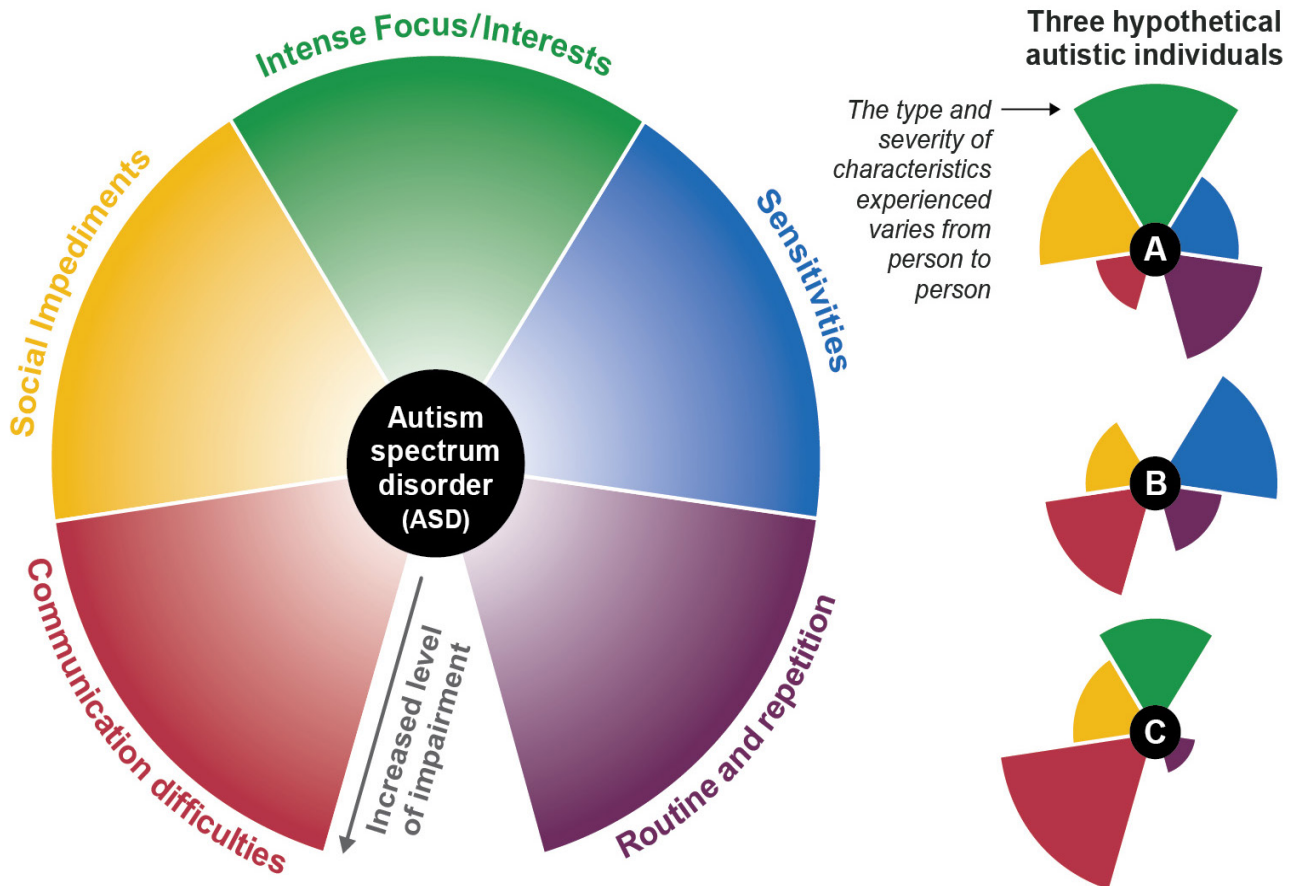 Intense Focus/Interests
Social Impediments
Sensitivities
Autism
spectrum
disorder
(ASD)
Communication difficulties
Increased level
of impairment
Routine and repetition
Three hypothetical
autistic individuals
The type and
severity of
characteristics
experienced
varies from
person to
person
A
B
C